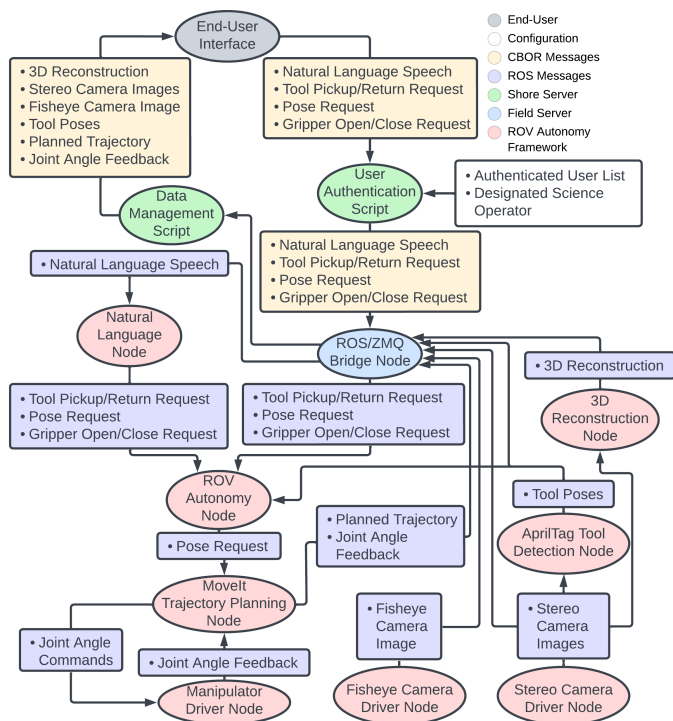 End-User
Interface
End-User
Configuration
CBOR Messages
ROS Messages
Shore Server
Field Server
ROV Autonomy
Framework
• 3D Reconstruction
• Stereo Camera Images
• Fisheye Camera Image
• Tool Poses
• Planned Trajectory
• Joint Angle Feedback
• Natural Language Speech
• Tool Pickup/Return Request
• Pose Request
• Gripper Open/Close Request
User
Authentication
Script
• Authenticated User List
• Designated Science
Operator
Data
Management
Script
• Natural Language Speech
• Tool Pickup/Return Request
• Pose Request
• Gripper Open/Close Request
• Natural Language Speech
Natural
Language
Node
ROS/ZMQ
Bridge Node
• 3D Reconstruction
• Tool Pickup/Return Request
• Pose Request
• Gripper Open/Close Request
• Tool Pickup/Return Request
• Pose Request
• Gripper Open/Close Request
3D
Reconstruction
Node
ROV
Autonomy
Node
• Tool Poses
• Planned Trajectory
• Joint Angle
Feedback
AprilTag Tool
Detection Node
• Pose Request
MoveIt
Trajectory Planning
Node
• Fisheye
Camera
Image
• Stereo
Camera
Images
• Joint Angle
Commands
• Joint Angle Feedback
Manipulator
Driver Node
Fisheye Camera
Driver Node
Stereo Camera
Driver Node